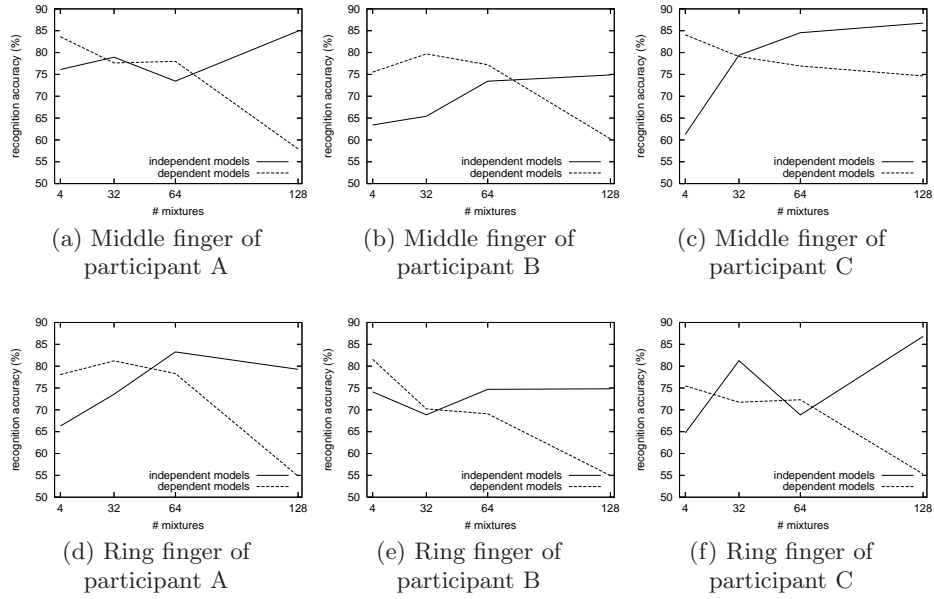 90
85
80
75
70
65
60
55
50
recognition accuracy (%)
independent models
dependent models
4 32 64 128
# mixtures
(a) Middle finger of
participant A
90
85
80
75
70
65
60
55
50
recognition accuracy (%)
independent models
dependent models
4 32 64 128
# mixtures
(b) Middle finger of
participant B
90
85
80
75
70
65
60
55
50
recognition accuracy (%)
independent models
dependent models
4 32 64 128
# mixtures
(c) Middle finger of
participant C
90
85
80
75
70
65
60
55
50
recognition accuracy (%)
independent models
dependent models
4 32 64 128
# mixtures
(d) Ring finger of
participant A
90
85
80
75
70
65
60
55
50
recognition accuracy (%)
independent models
dependent models
4 32 64 128
# mixtures
(e) Ring finger of
participant B
90
85
80
75
70
65
60
55
50
recognition accuracy (%)
independent models
dependent models
4 32 64 128
# mixtures
(f) Ring finger of
participant C